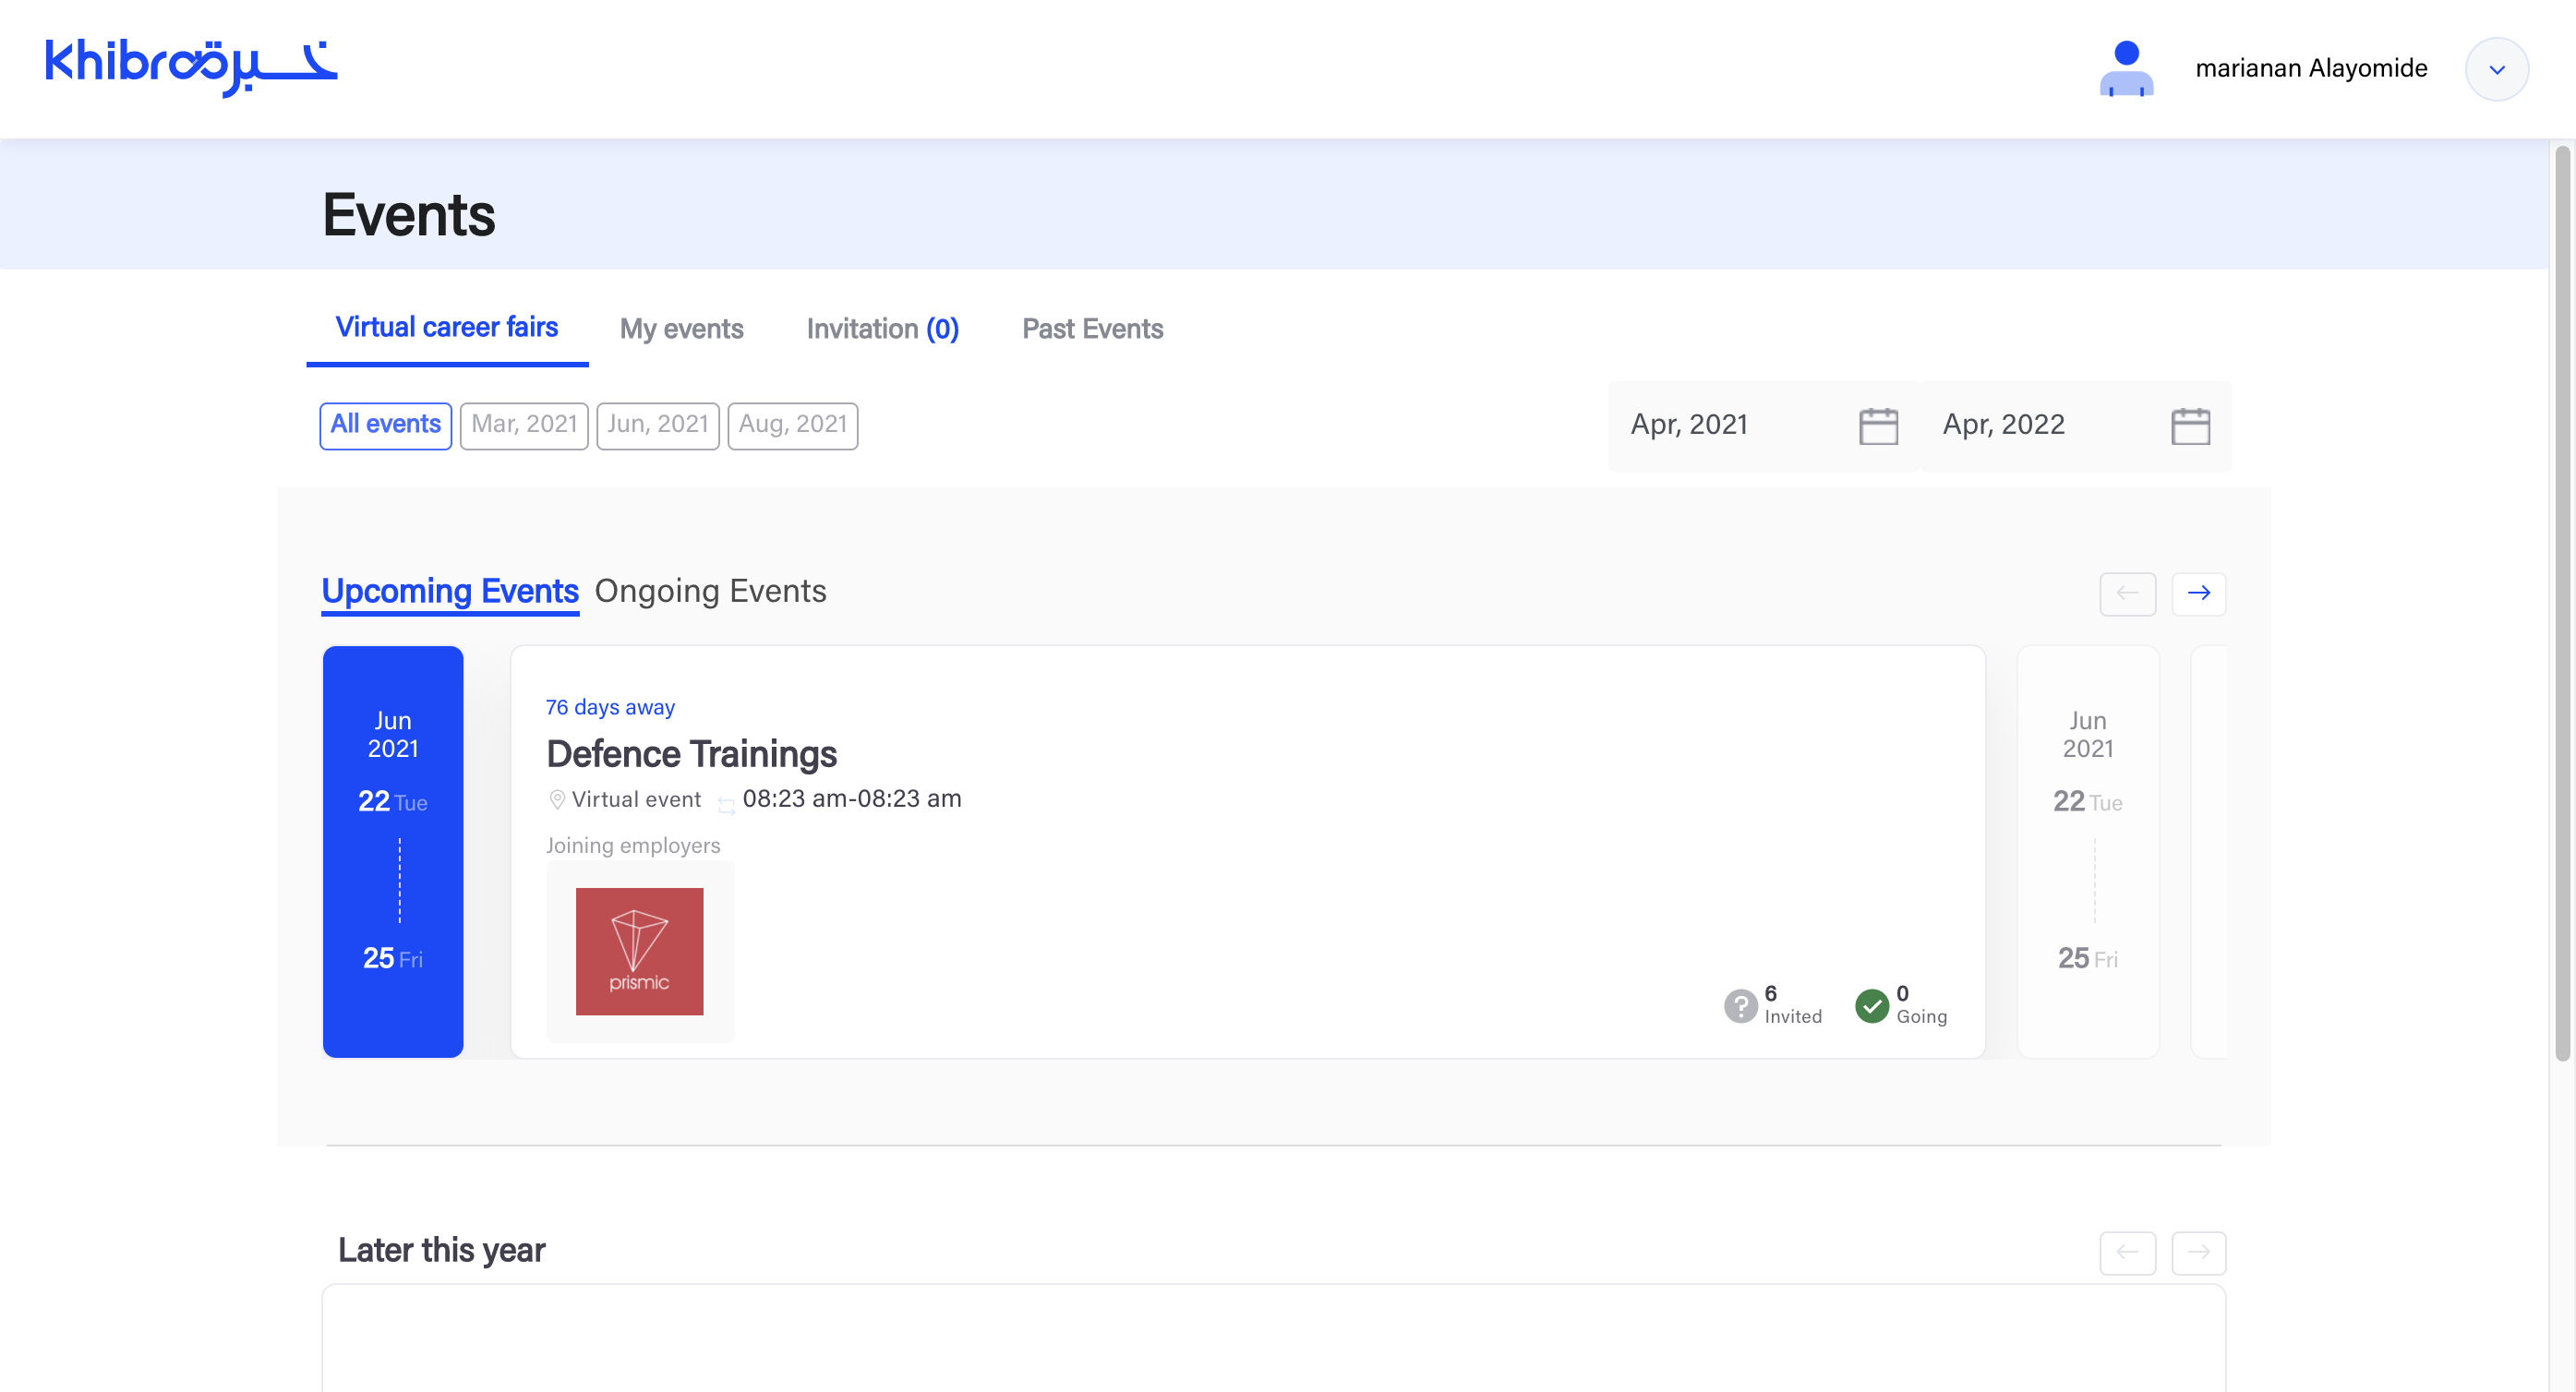 khibra خبرة
marianan Alayomide
Events
Virtual career fairs My events Invitation (0) Past Events
All events Mar, 2021 Jun, 2021 Aug, 2021 Apr, 2021 Apr, 2022
Upcoming Events Ongoing Events
Jun
2021
22 Tue
25 Fri
76 days away
Defence Trainings
Virtual event 08:23 am-08:23 am
Joining employers
prismic
6
Invited
0
Going
Jun
2021
22 Tue
25 Fri
Later this year